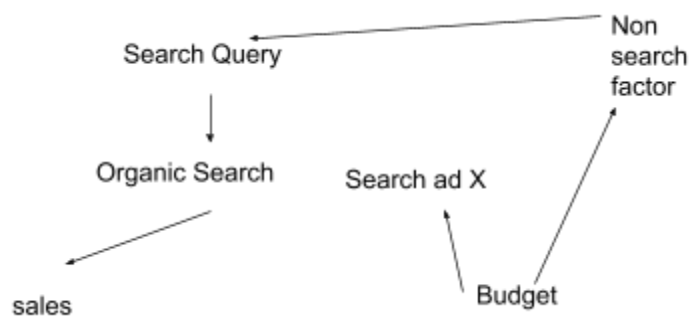 Non
search
factor
Search Query
Organic Search
Search ad X
Budget
sales